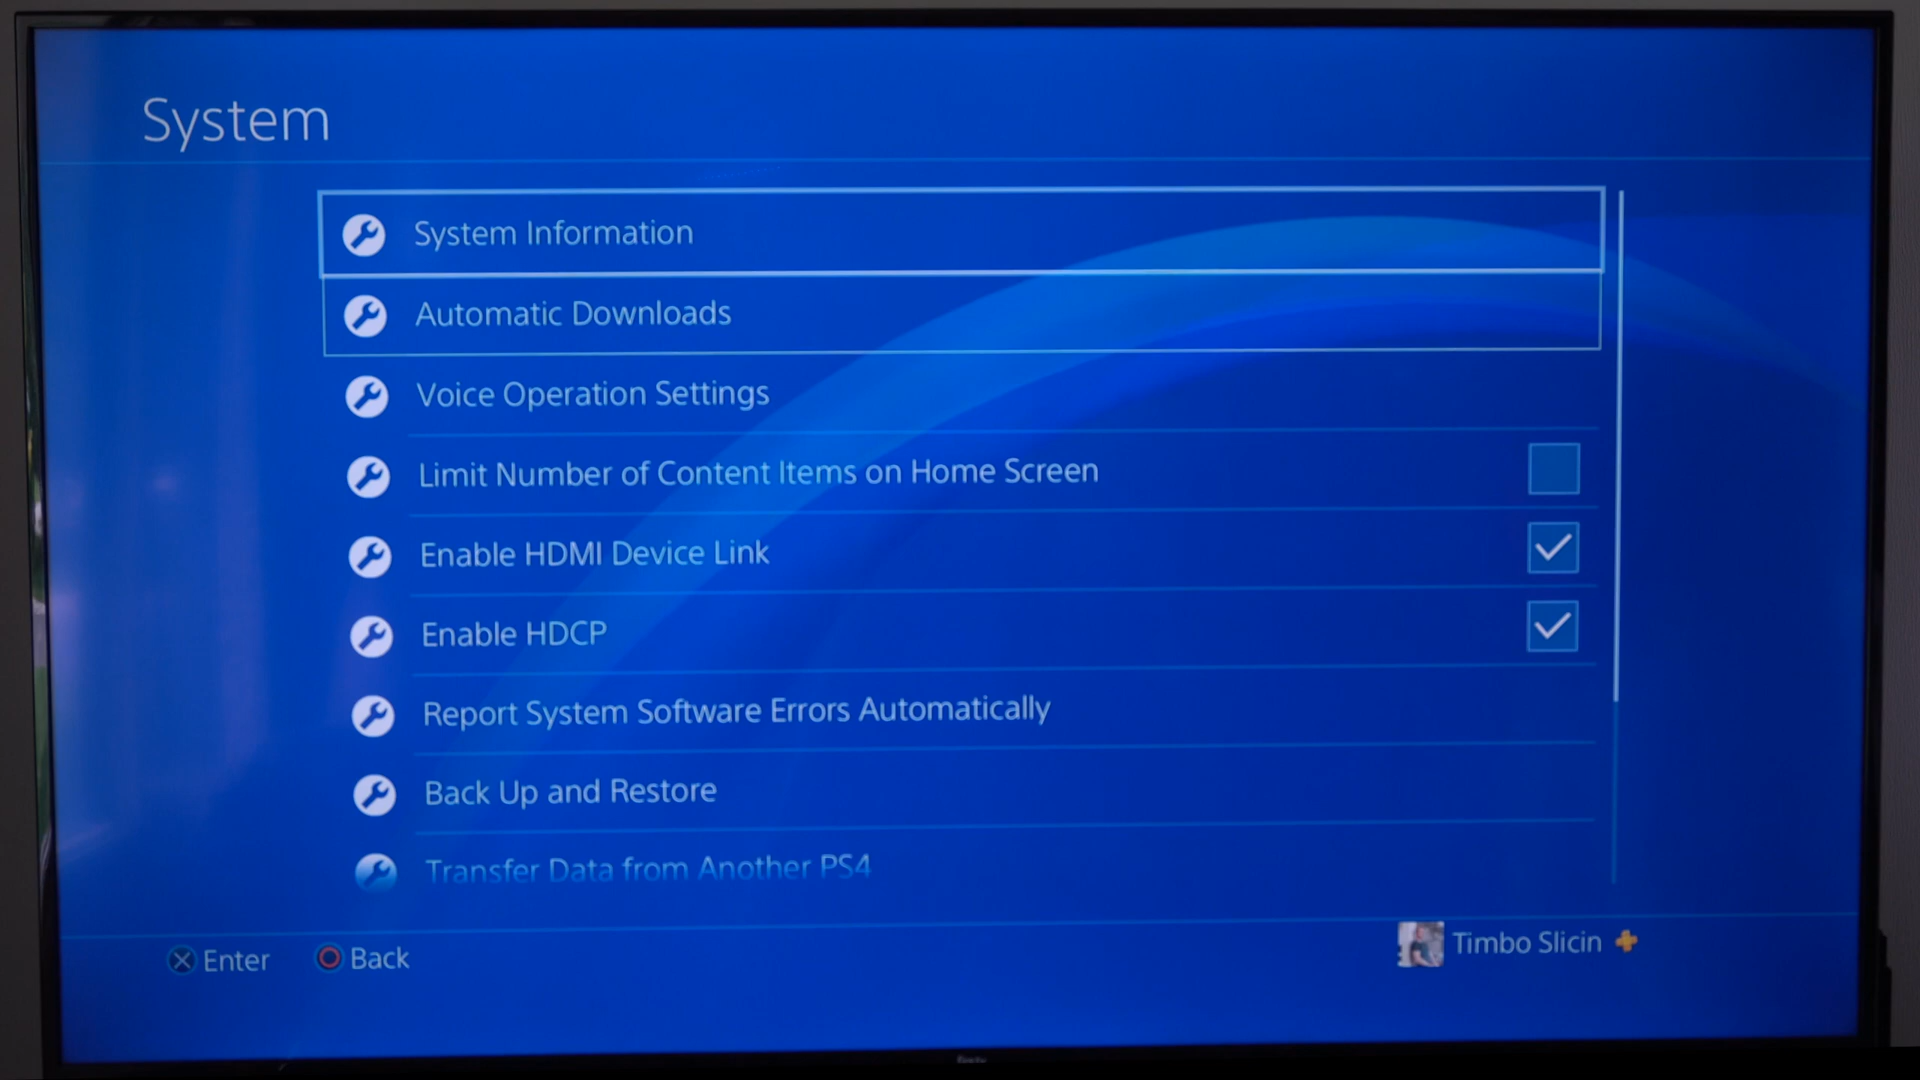 System
System Information
Automatic Downloads
Voice Operation Settings
Limit Number of Content Items on Home Screen
Enable HDMI Device Link
Enable HDCP
Report System Software Errors Automatically
Back Up and Restore
Transfer Data from Another PS4
Enter Back
Timbo Slicin